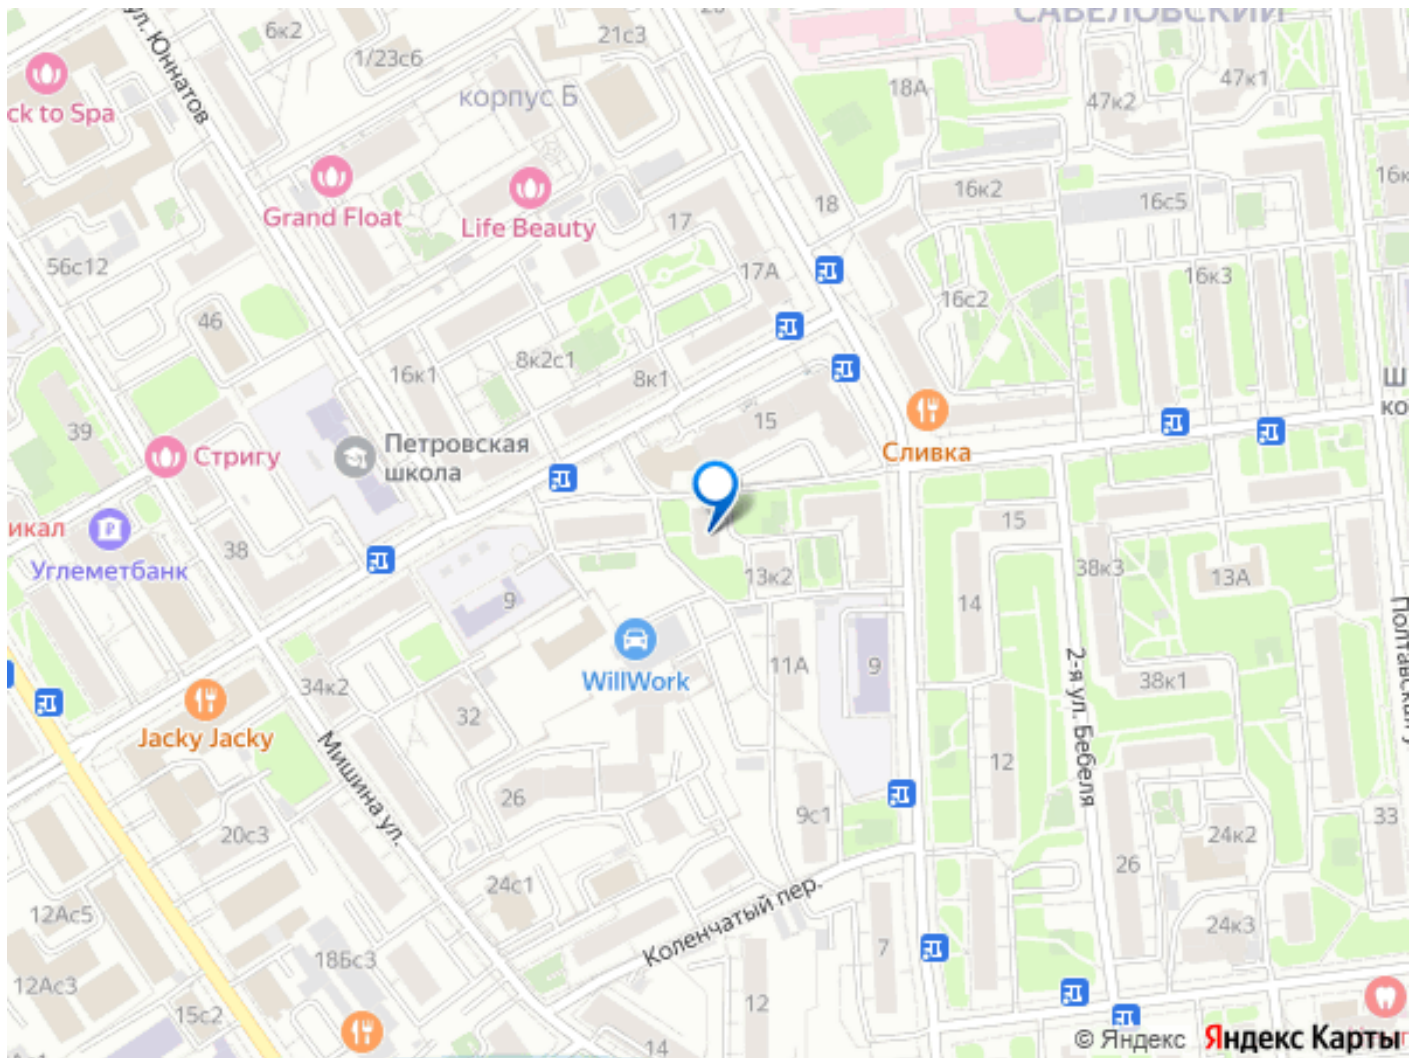 САВЕЛОВСКИЙ
ул. Юннатов
6к2
1/23с6
21с3
корпус Б
18А
47к2
47к1
ck to Spa
Grand Float
Life Beauty
17
18
16к2
16с5
16к
56с12
17А
16с2
16к3
46
16к1
8к2с1
8к1
15
Ш
ко
39
Стригу
Петровская
школа
Сливка
икал
Углеметбанк
38
9
13к2
15
14
38к3
13А
Полтавская у
34к2
WillWork
11А
9
2-я ул. Бебеля
38к1
Jacky Jacky
32
Мишина ул.
26
12
9с1
33
20с3
24к2
26
24с1
12Ас5
Коленчатый пер.
7
24к3
18Бс3
12Ас3
12
15с2
14
© Яндекс Яндекс Карты